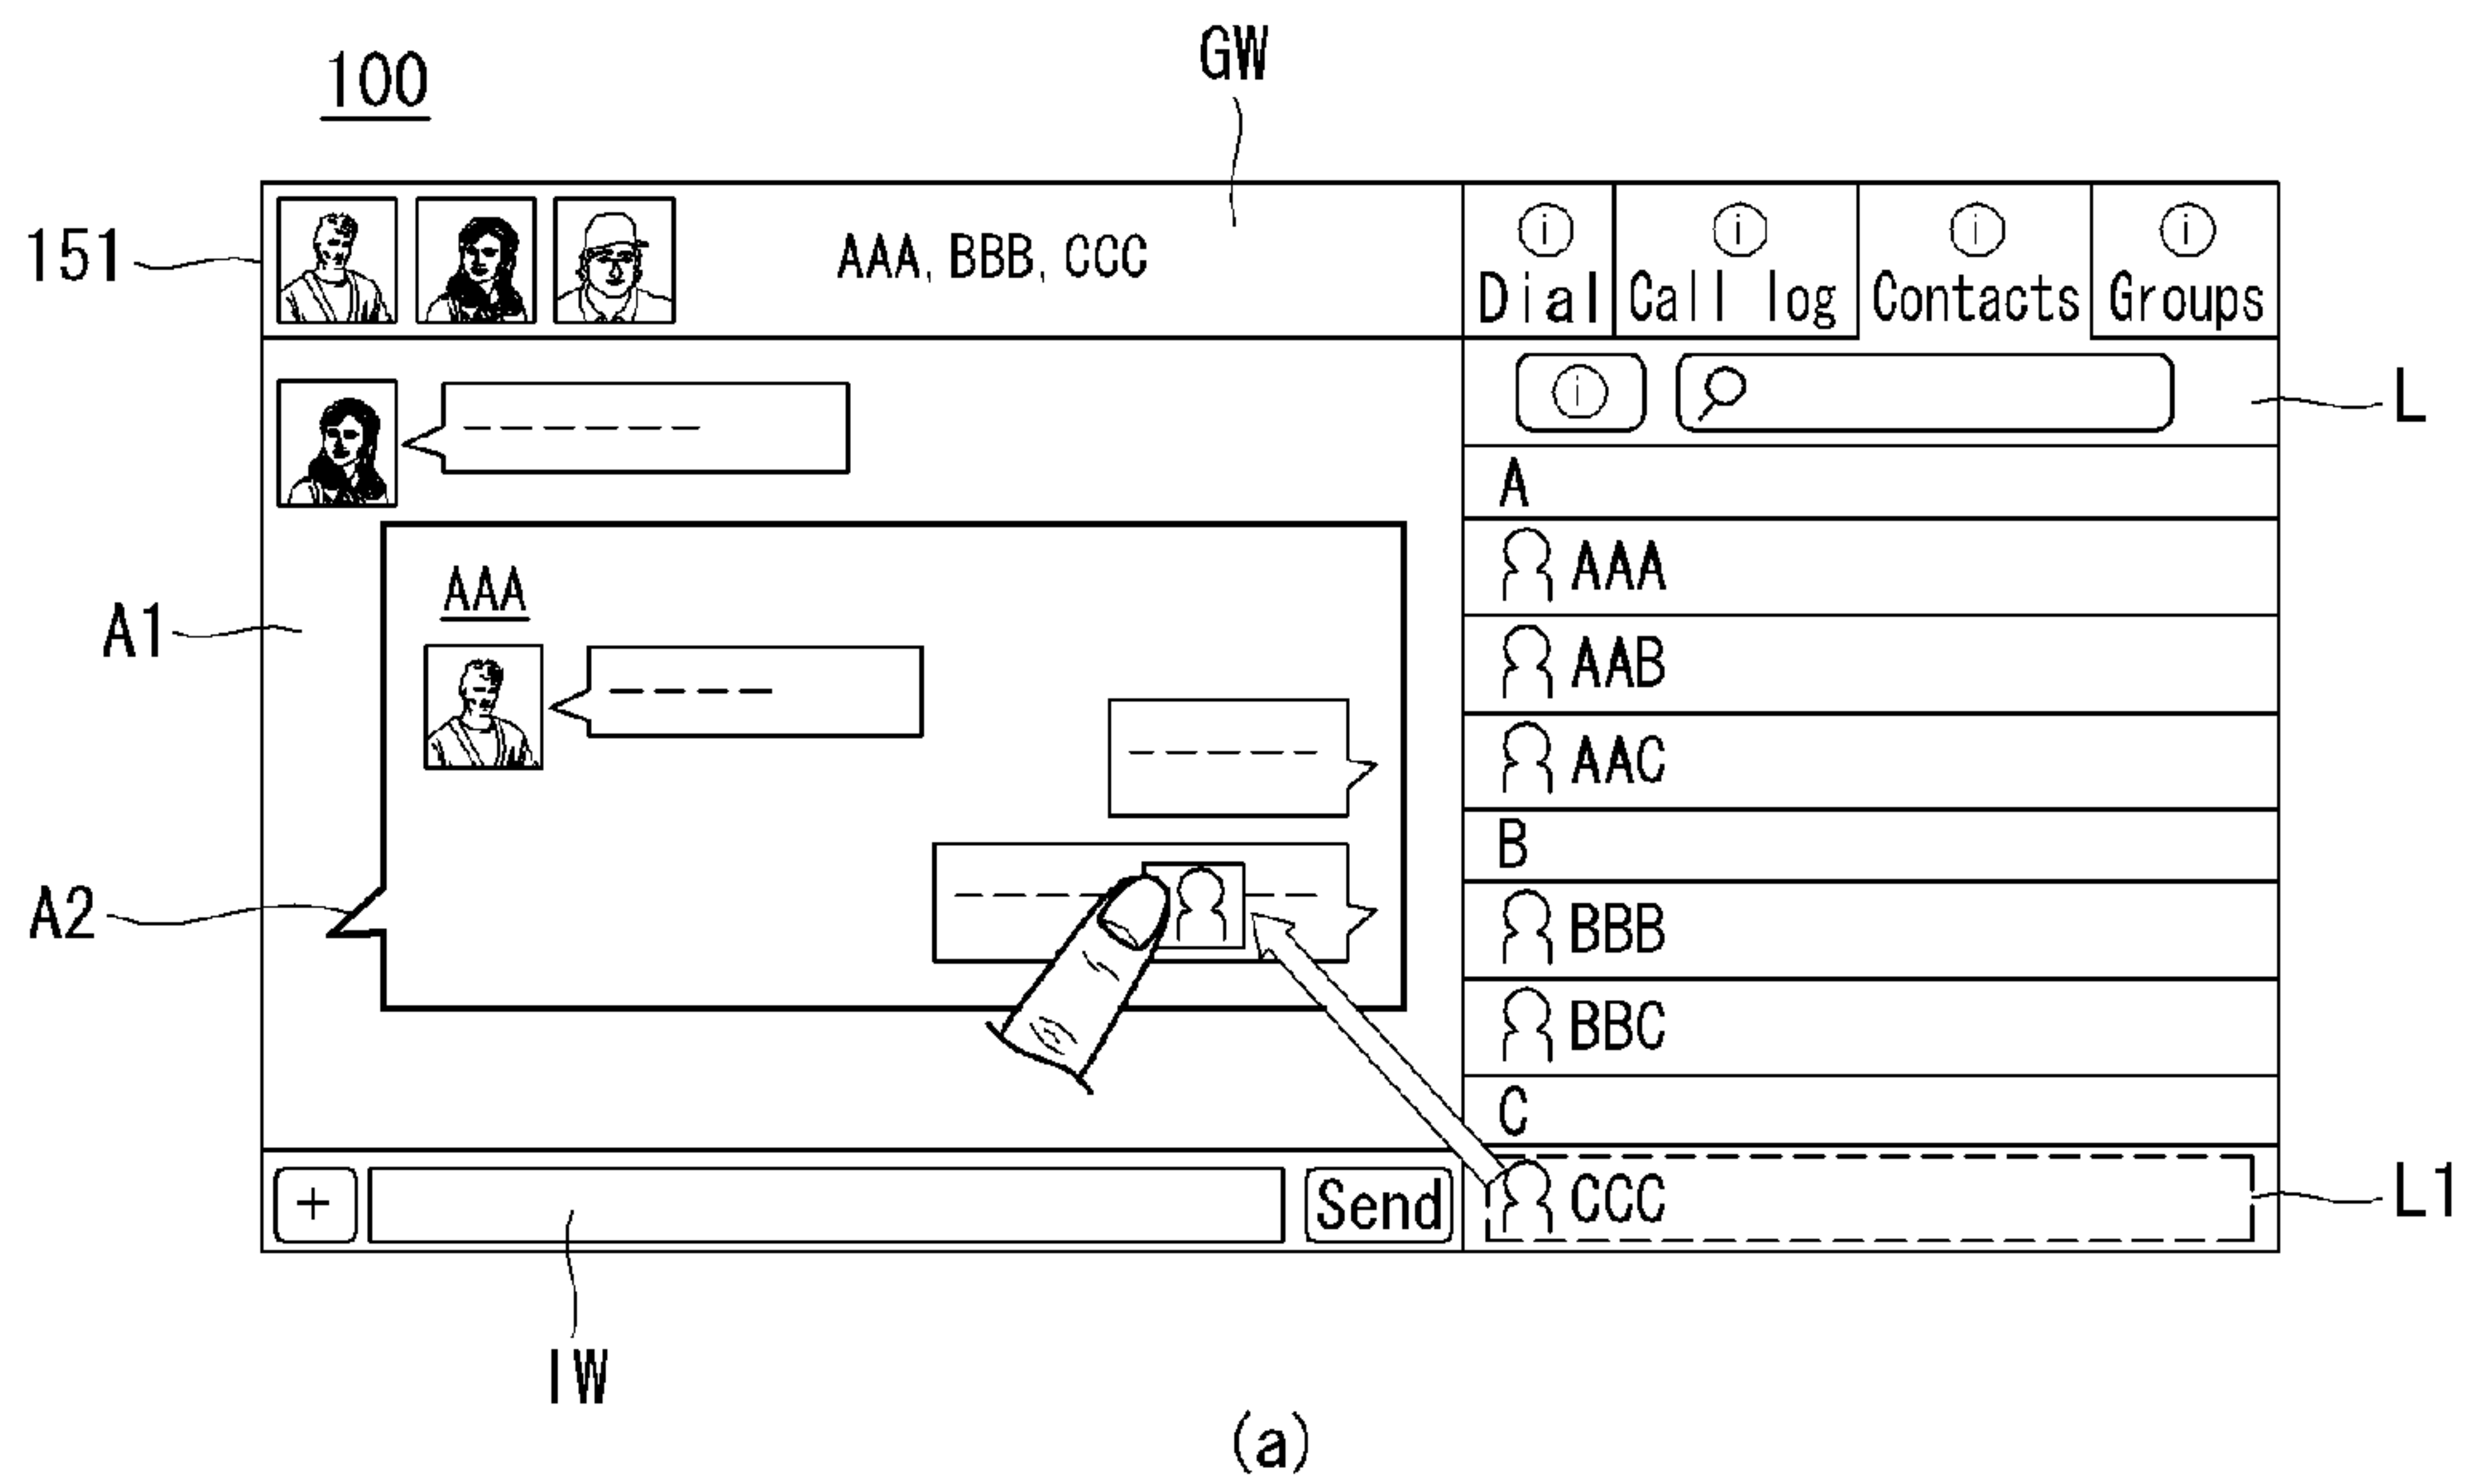 100
GW
151
AAA, BBB, CCC
Dial
Call log
Contacts
Groups
L
A
AAA
AAB
AAC
B
BBB
BBC
C
CCC
L1
A1
AAA
A2
+
Send
IW
(a)